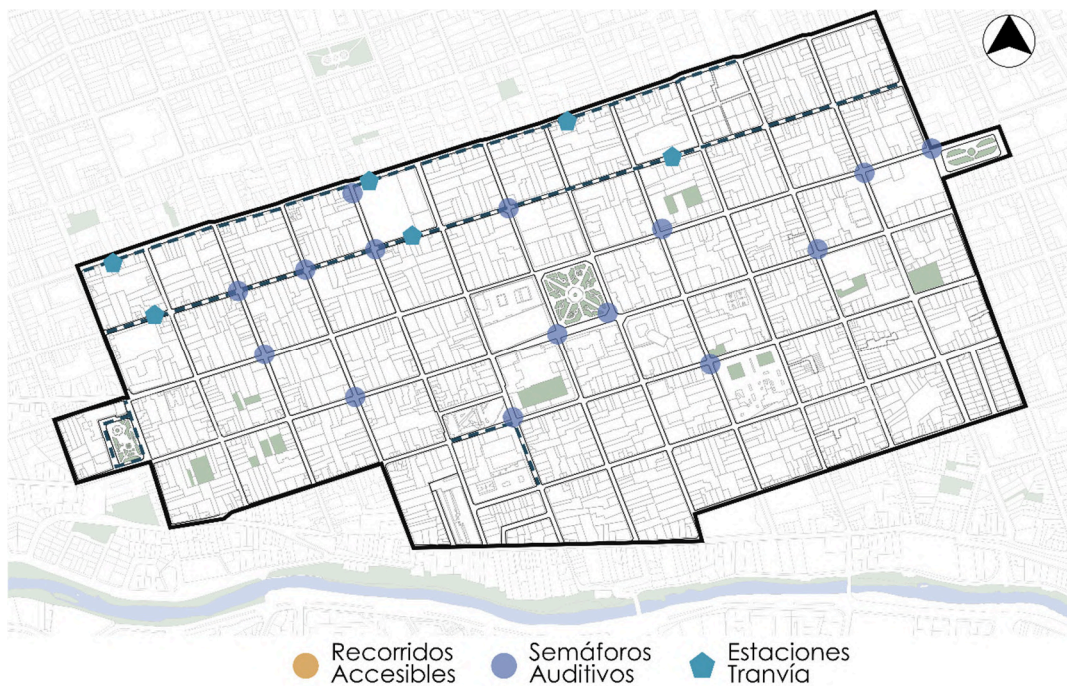 Recorridos
Accesibles
Semáforos
Auditivos
Estaciones
Tranvía